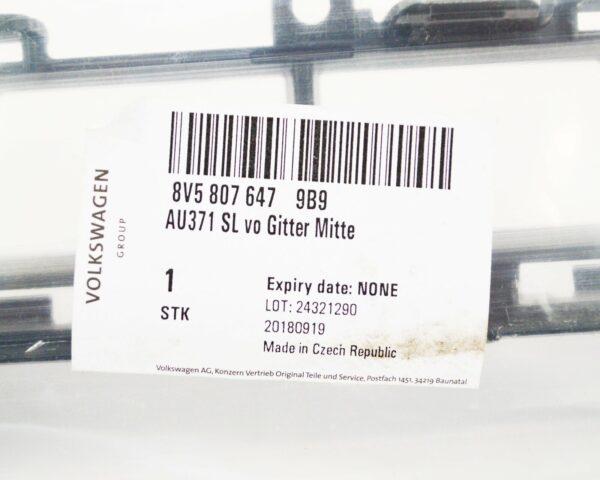 8V5 807 647 9B9
AU371 SL vo Gitter Mitte
VOLKSWAGEN
GROUP
1
STK
Expiry date: NONE
LOT: 24321290
20180919
Made in Czech Republic
Volkswagen AG, Konzern Vertrieb Original Teile und Service, Postfach 1451, 34219 Baunatal